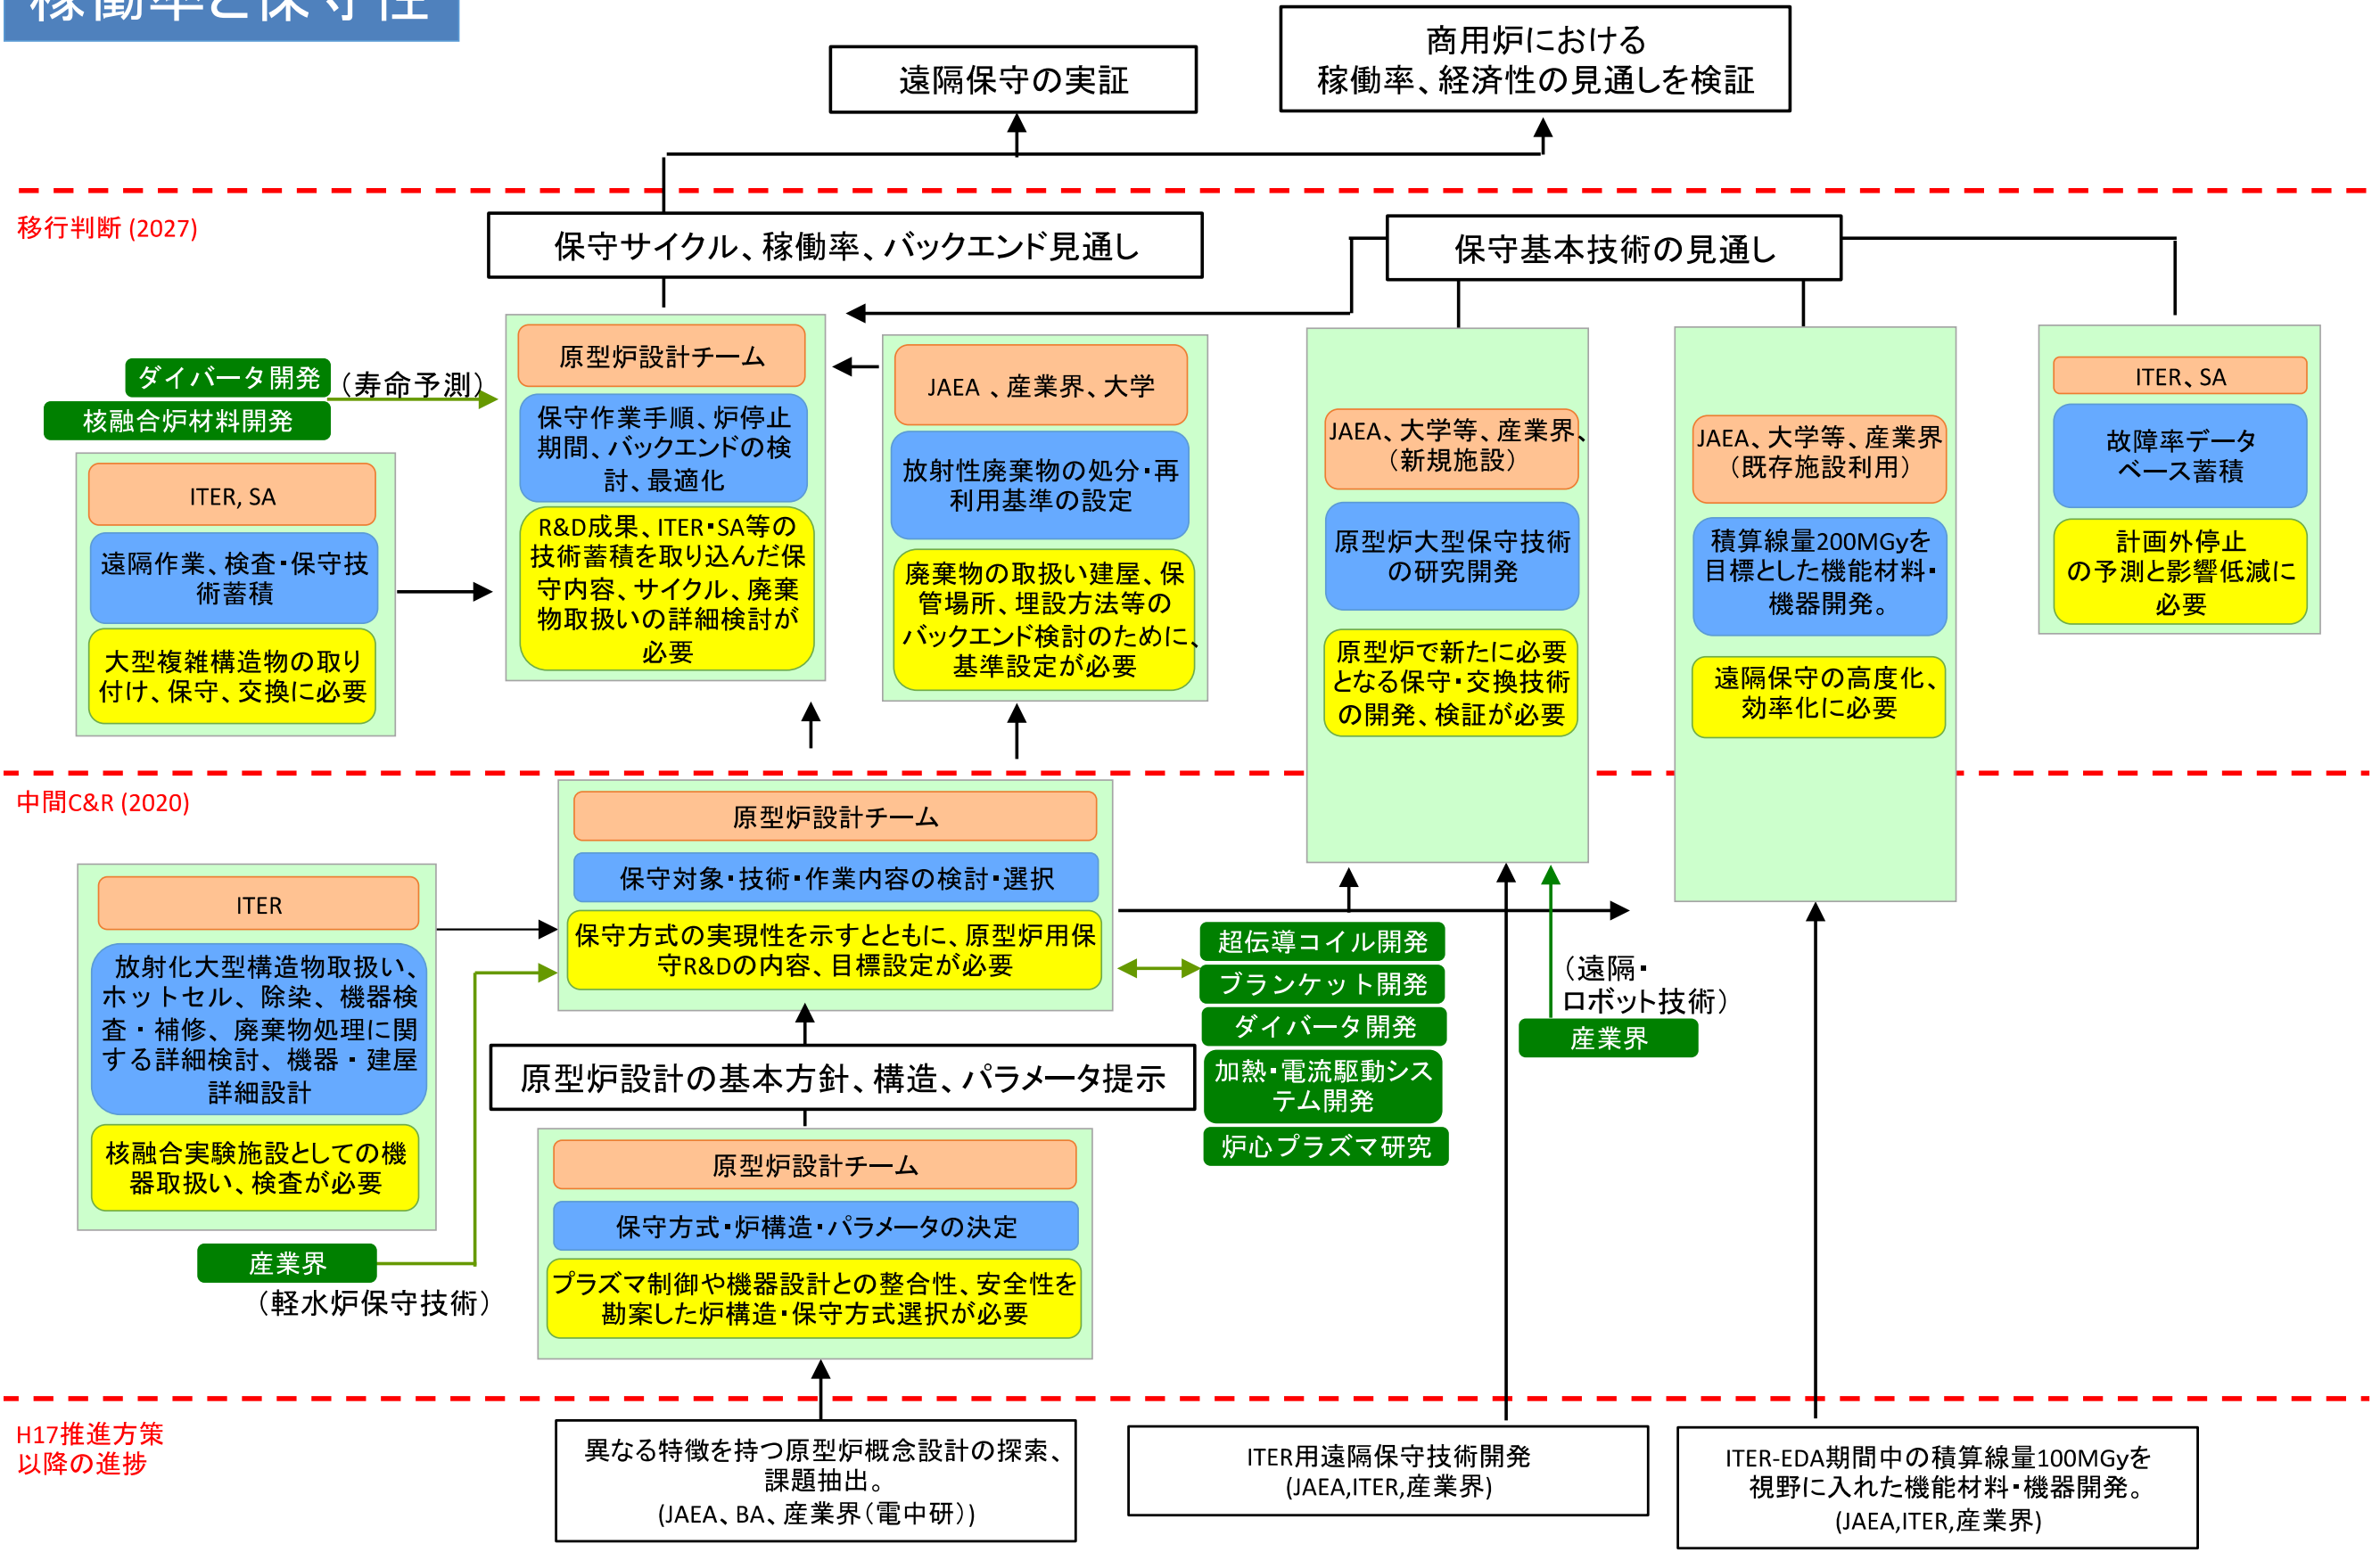 稼働率と保守性
遠隔保守の実証
商用炉における
稼働率、経済性の見通しを検証
移行判断 (2027)
保守サイクル、稼働率、バックエンド見通し
保守基本技術の見通し
ダイバータ開発
（寿命予測）
核融合炉材料開発
ITER, SA
遠隔作業、検査・保守技
術蓄積
大型複雑構造物の取り
付け、保守、交換に必要
原型炉設計チーム
保守作業手順、炉停止
期間、バックエンドの検
討、最適化
R&D成果、ITER・SA等の
技術蓄積を取り込んだ保
守内容、サイクル、廃棄
物取扱いの詳細検討が
必要
JAEA 、産業界、大学
放射性廃棄物の処分・再
利用基準の設定
廃棄物の取扱い建屋、保
管場所、埋設方法等の
バックエンド検討のために、
基準設定が必要
JAEA、大学等、産業界、
（新規施設）
原型炉大型保守技術
の研究開発
原型炉で新たに必要
となる保守・交換技術
の開発、検証が必要
JAEA、大学等、産業界
（既存施設利用）
積算線量200MGyを
目標とした機能材料・
機器開発。
遠隔保守の高度化、
効率化に必要
ITER、SA
故障率データ
ベース蓄積
計画外停止
の予測と影響低減に
必要
中間C&R (2020)
ITER
放射化大型構造物取扱い、
ホットセル、除染、機器検
査・補修、廃棄物処理に関
する詳細検討、機器・建屋
詳細設計
核融合実験施設としての機
器取扱い、検査が必要
産業界
（軽水炉保守技術）
原型炉設計チーム
保守対象・技術・作業内容の検討・選択
保守方式の実現性を示すとともに、原型炉用保
守R&Dの内容、目標設定が必要
原型炉設計の基本方針、構造、パラメータ提示
原型炉設計チーム
保守方式・炉構造・パラメータの決定
プラズマ制御や機器設計との整合性、安全性を
勘案した炉構造・保守方式選択が必要
超伝導コイル開発
ブランケット開発
ダイバータ開発
加熱・電流駆動シス
テム開発
炉心プラズマ研究
（遠隔・
ロボット技術）
産業界
H17推進方策
以降の進捗
異なる特徴を持つ原型炉概念設計の探索、
課題抽出。
(JAEA、BA、産業界（電中研）)
ITER用遠隔保守技術開発
(JAEA,ITER,産業界)
ITER-EDA期間中の積算線量100MGyを
視野に入れた機能材料・機器開発。
(JAEA,ITER,産業界)